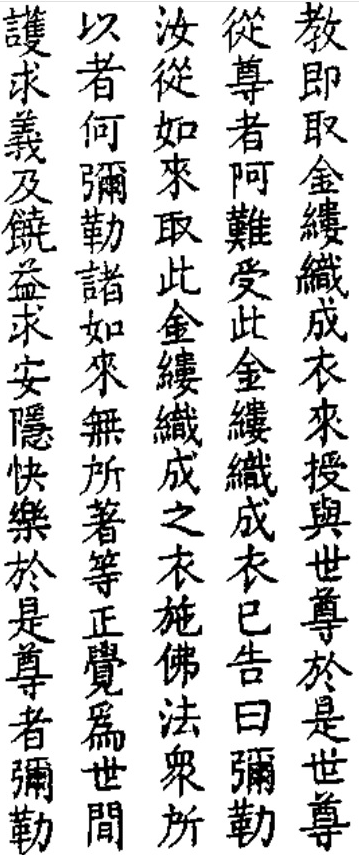 教即取金縷織成衣來授與世尊於是世尊
從尊者阿難受此金縷織成衣已告曰彌勒
汝從如來取此金縷織成之衣施佛法眾所
以者何彌勒諸如來無所著等正覺為世間
護求義及饒益求安隱快樂於是尊者彌勒